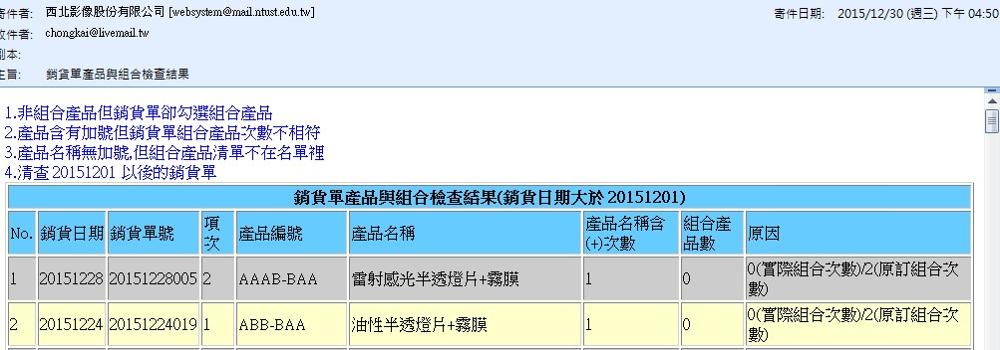 寄件者: 西北影像股份有限公司 [websystem@mail.ntust.edu.tw] 寄件日期: 2015/12/30 (週三) 下午 04:50
收件者: chongkai@livemail.tw
副本:
主旨: 銷貨單產品與組合檢查結果
1.非組合產品但銷貨單卻勾選組合產品
2.產品含有加號但銷貨單組合產品次數不相符
3.產品名稱無加號,但組合產品清單不在名單裡
4.清查20151201 以後的銷貨單
銷貨單產品與組合檢查結果(銷貨日期大於 20151201)
No. 銷貨日期 銷貨單號 項次 產品編號 產品名稱 產品名稱含(+)次數 組合產品數 原因
1 20151228 20151228005 2 AAAB-BAA 雷射感光半透燈片+霧膜 1 0 0(實際組合次數)/2(原訂組合次數)
2 20151224 20151224019 1 ABB-BAA 油性半透燈片+霧膜 1 0 0(實際組合次數)/2(原訂組合次數)